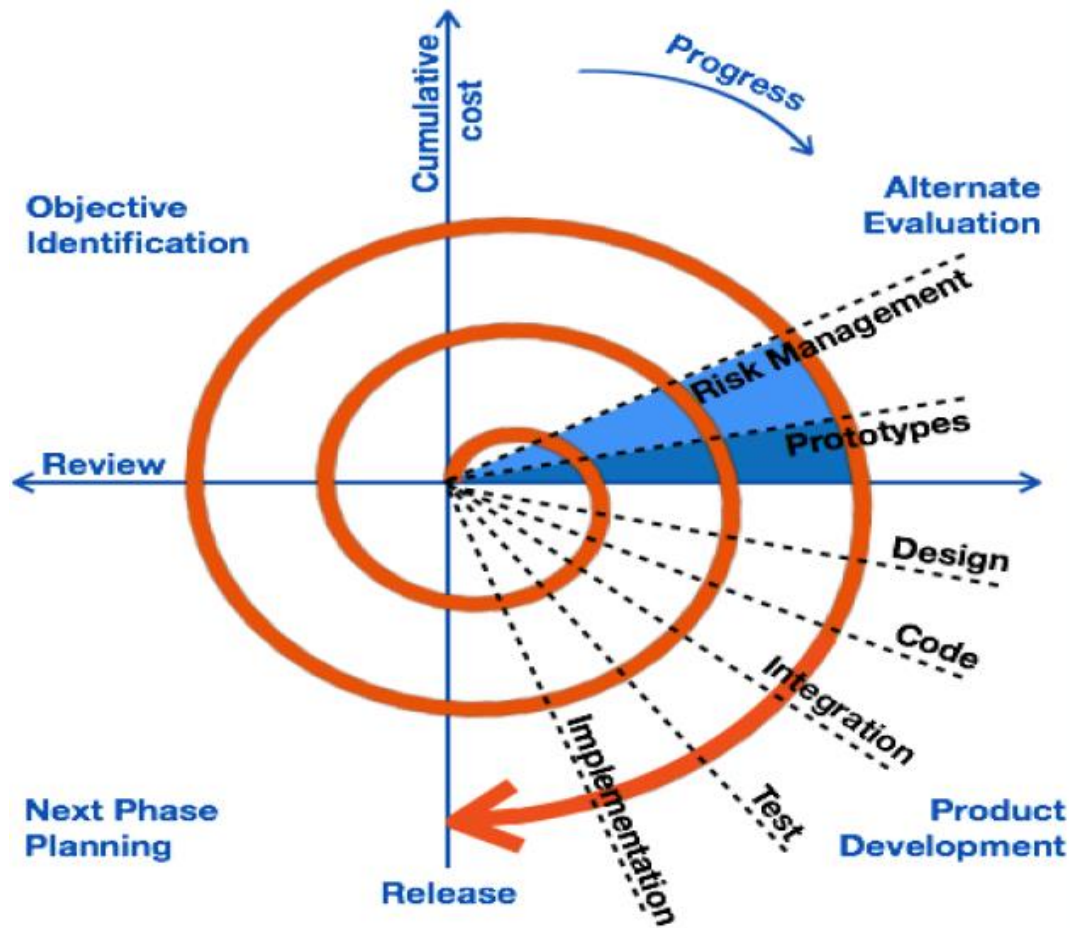 Cumulative
cost
Progress
Objective
Identification
Alternate
Evaluation
Risk Management
Prototypes
Review
Design
Code
Integration
Test
Implementation
Next Phase
Planning
Product
Development
Release